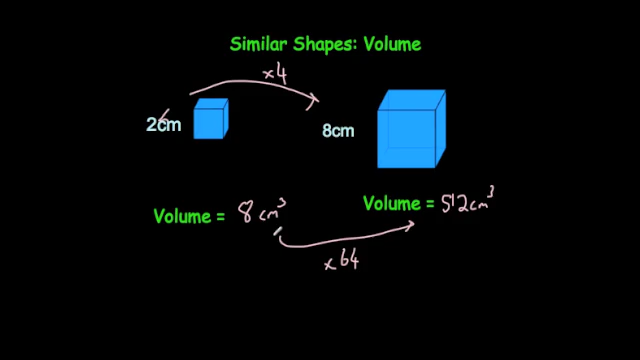 Similar Shapes: Volume
x4
2cm
8cm
Volume = 8cm³
Volume = 512cm³
x64